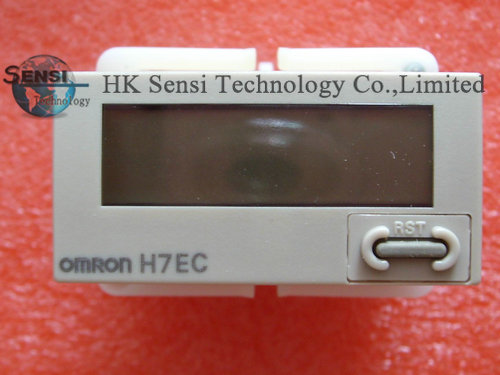 SENSI
Technology
HK Sensi Technology Co.,Limited
RST
OMRON H7EC